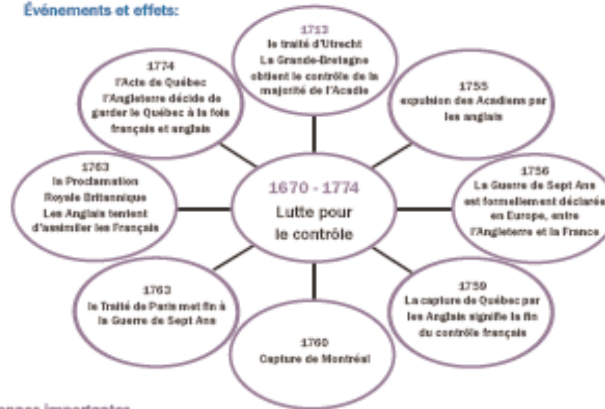 Événements et effets:
1713
le traité d'Utrecht
La Grande-Bretagne
obtient le contrôle de la
majorité de l'Acadie
1755
expulsion des Acadiens par
les anglais
1756
La Guerre de Sept Ans
est formellement déclarée
en Europe, entre
l'Angleterre et la France
1759
La capture de Québec par
les Anglais signifie la fin
du contrôle français
1760
Capture de Montréal
1763
le Traité de Paris met fin à
la Guerre de Sept Ans
1763
la Proclamation
Royale Britannique
Les Anglais tentent
d'assimiler les Français
1774
l'Acte de Québec
l'Angleterre décide de
garder le Québec à la fois
français et anglais
1670 - 1774
Lutte pour
le contrôle
importantes